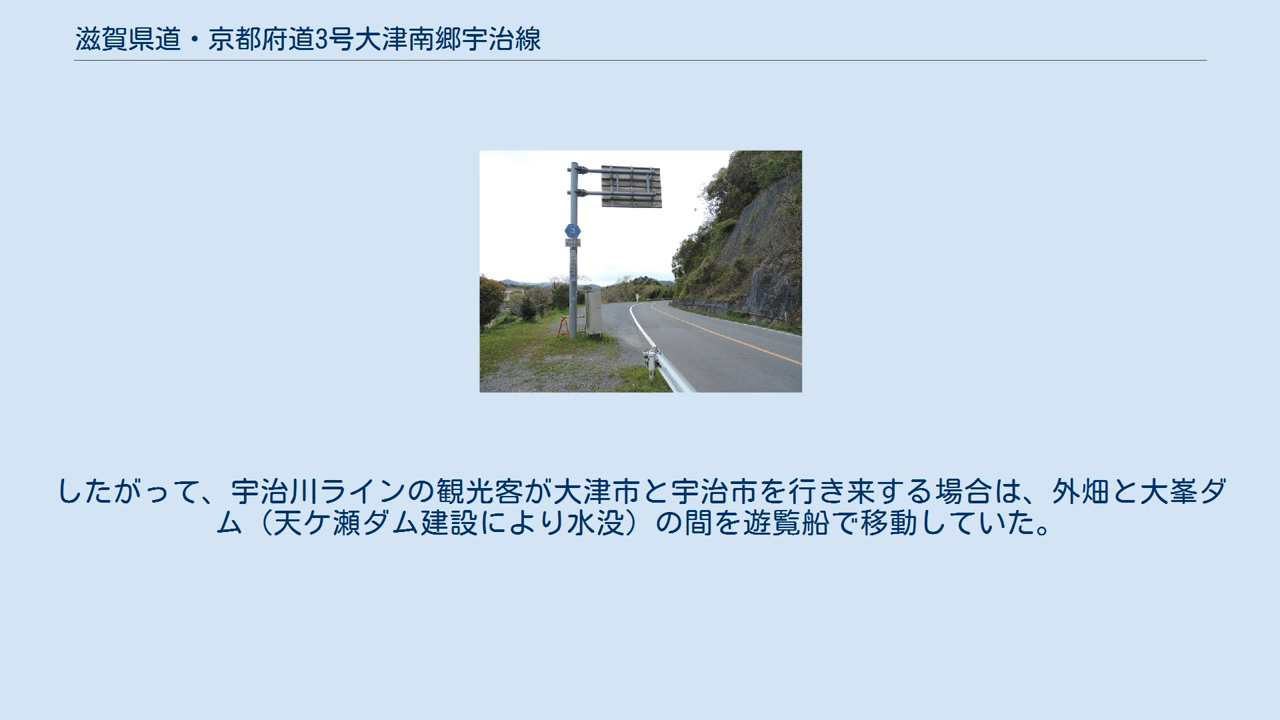 滋賀県道・京都府道3号大津南郷宇治線
3
したがって、宇治川ラインの観光客が大津市と宇治市を行き来する場合は、外畑と大峯ダ
ム（天ケ瀬ダム建設により水没）の間を遊覧船で移動していた。